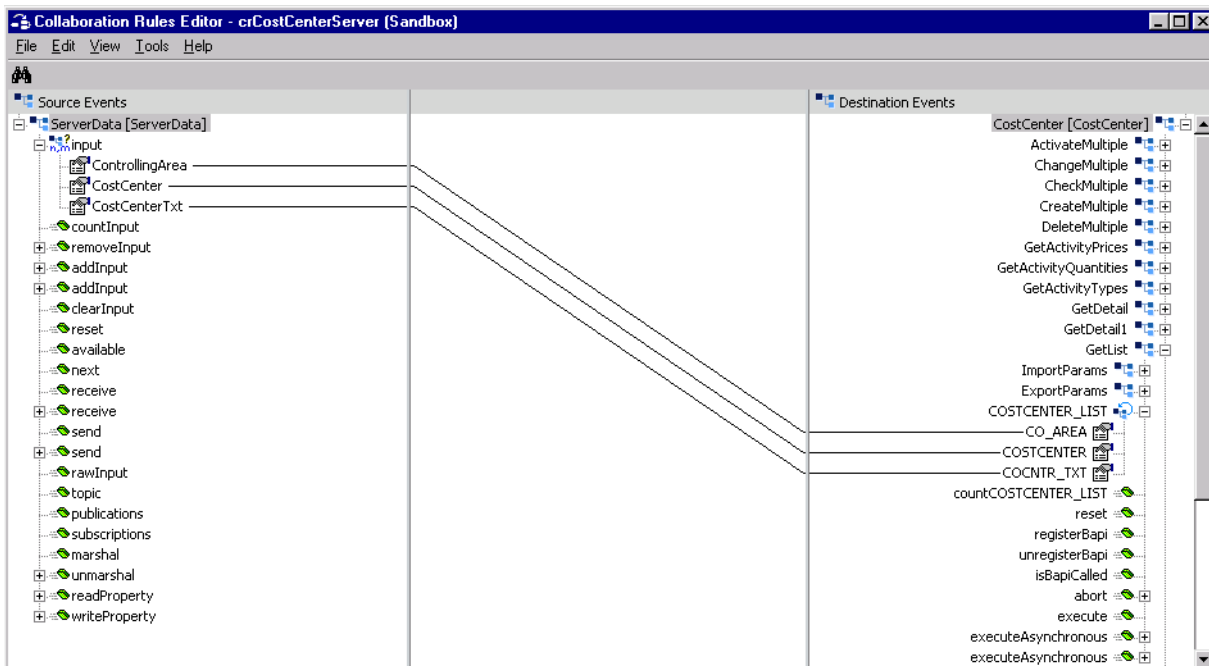 Collaboration Rules Editor - crCostCenterServer (Sandbox)
File Edit View Tools Help
Source Events
ServerData [ServerData]
n,m ? input
ControllingArea
CostCenter
CostCenterTxt
countInput
removeInput
addInput
addInput
clearInput
reset
available
next
receive
receive
send
send
rawInput
topic
publications
subscriptions
marshal
unmarshal
readProperty
writeProperty
Destination Events
CostCenter [CostCenter]
ActivateMultiple
ChangeMultiple
CheckMultiple
CreateMultiple
DeleteMultiple
GetActivityPrices
GetActivityQuantities
GetActivityTypes
GetDetail
GetDetail1
GetList
ImportParams
ExportParams
COSTCENTER_LIST
CO_AREA
COSTCENTER
COCNTR_TXT
countCOSTCENTER_LIST
reset
registerBapi
unregisterBapi
isBapiCalled
abort
execute
executeAsynchronous
executeAsynchronous